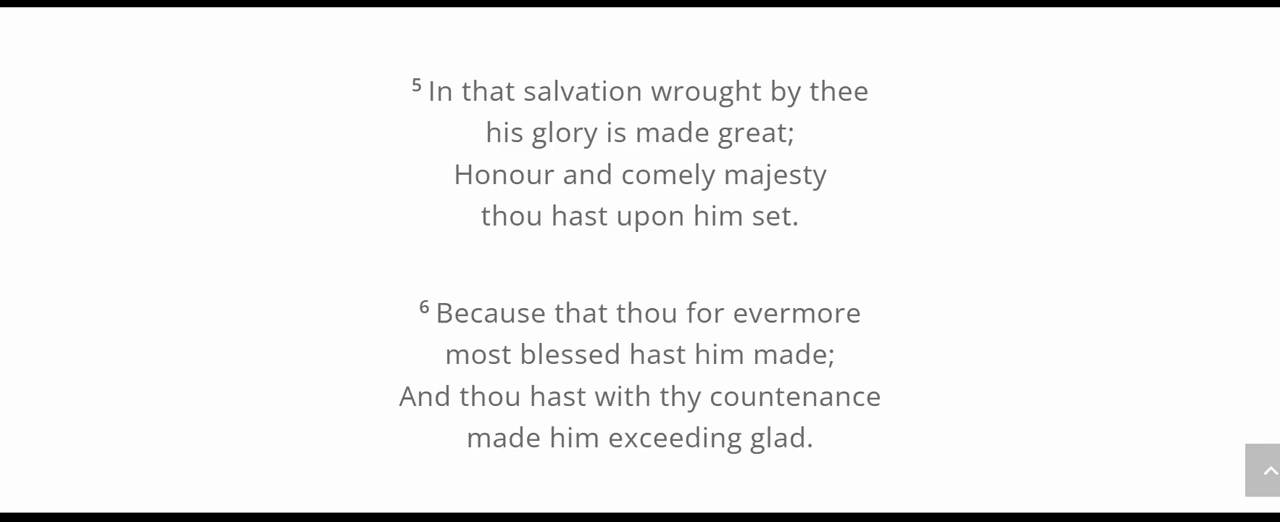 5 In that salvation wrought by thee
his glory is made great;
Honour and comely majesty
thou hast upon him set.
6 Because that thou for evermore
most blessed hast him made;
And thou hast with thy countenance
made him exceeding glad.